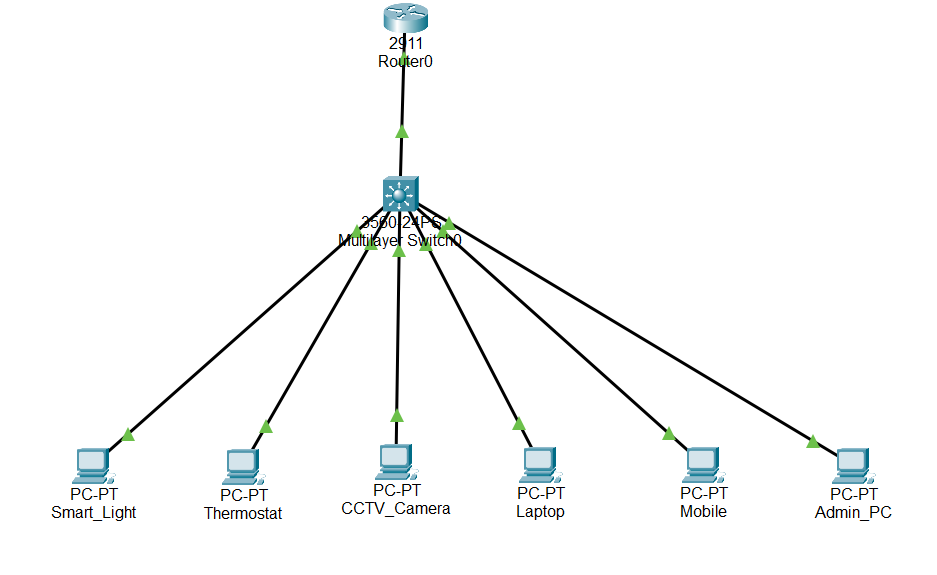 2911
Router0
3560-24PS
Multilayer Switch0
PC-PT
Smart_Light
PC-PT
Thermostat
PC-PT
CCTV_Camera
PC-PT
Laptop
PC-PT
Mobile
PC-PT
Admin_PC